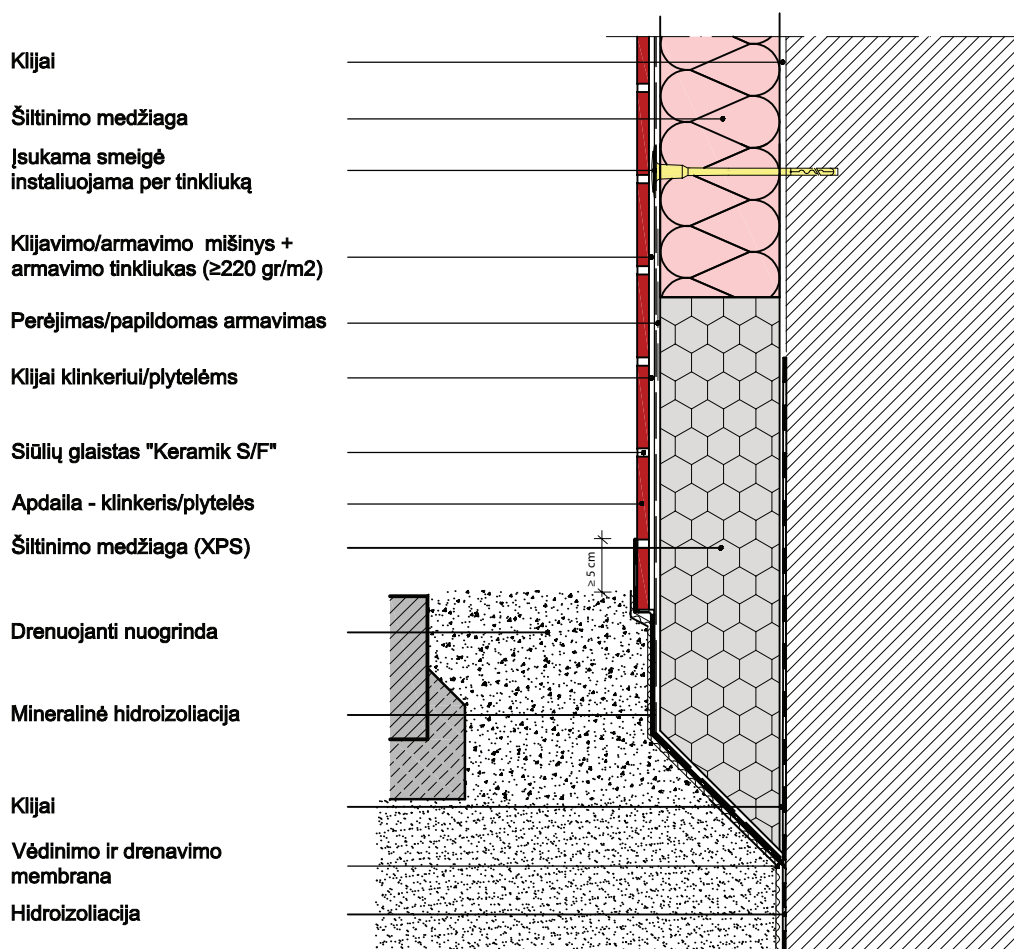 Klijai
Šiltinimo medžiaga
Įsukama smeigė
instaliuojama per tinkliuką
Klijavimo/armavimo mišinys +
armavimo tinkliukas (≥220 gr/m2)
Perėjimas/papildomas armavimas
Klijai klinkeriui/plytelėms
Siūlių glaistas "Keramik S/F"
Apdaila - klinkeris/plytelės
Šiltinimo medžiaga (XPS)
≥ 5 cm
Drenuojanti nuogrinda
Mineralinė hidroizoliacija
Klijai
Vėdinimo ir drenavimo
membrana
Hidroizoliacija